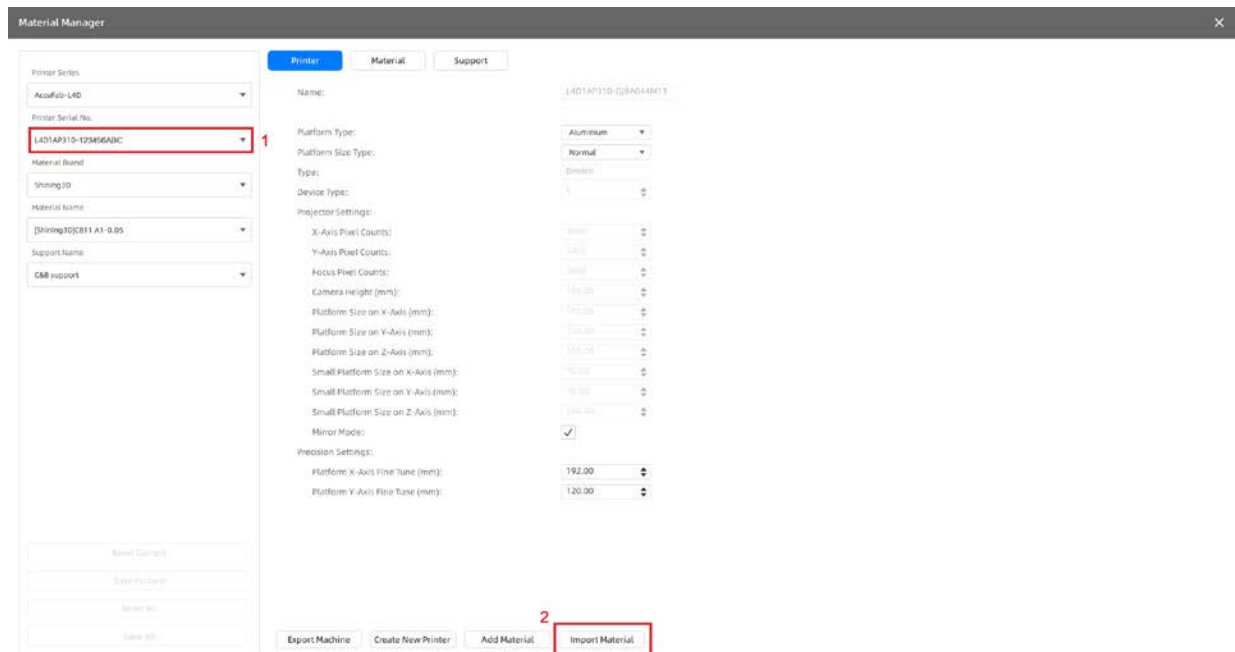 Material Manager
Printer Series
AccuFab-L4D
Printer Serial No.
L4D1AP310-123456ABC
1
Material Brand
Shining3D
Material Name
[Shining3D]CB11 A1-0.05
Support Name
C&B support
Reset Current
Save Current
Reset All
Save All
Printer Material Support
Name:
Platform Type: Aluminium
Platform Size Type: Normal
Type: Device
Device Type:
Projector Settings:
X-Axis Pixel Counts:
Y-Axis Pixel Counts:
Focus Pixel Counts:
Camera Height (mm):
Platform Size on X-Axis (mm):
Platform Size on Y-Axis (mm):
Platform Size on Z-Axis (mm):
Small Platform Size on X-Axis (mm):
Small Platform Size on Y-Axis (mm):
Small Platform Size on Z-Axis (mm):
Mirror Mode:
Precision Settings:
Platform X-Axis Fine Tune (mm): 192.00
Platform Y-Axis Fine Tune (mm): 120.00
2
Export Machine Create New Printer Add Material Import Material